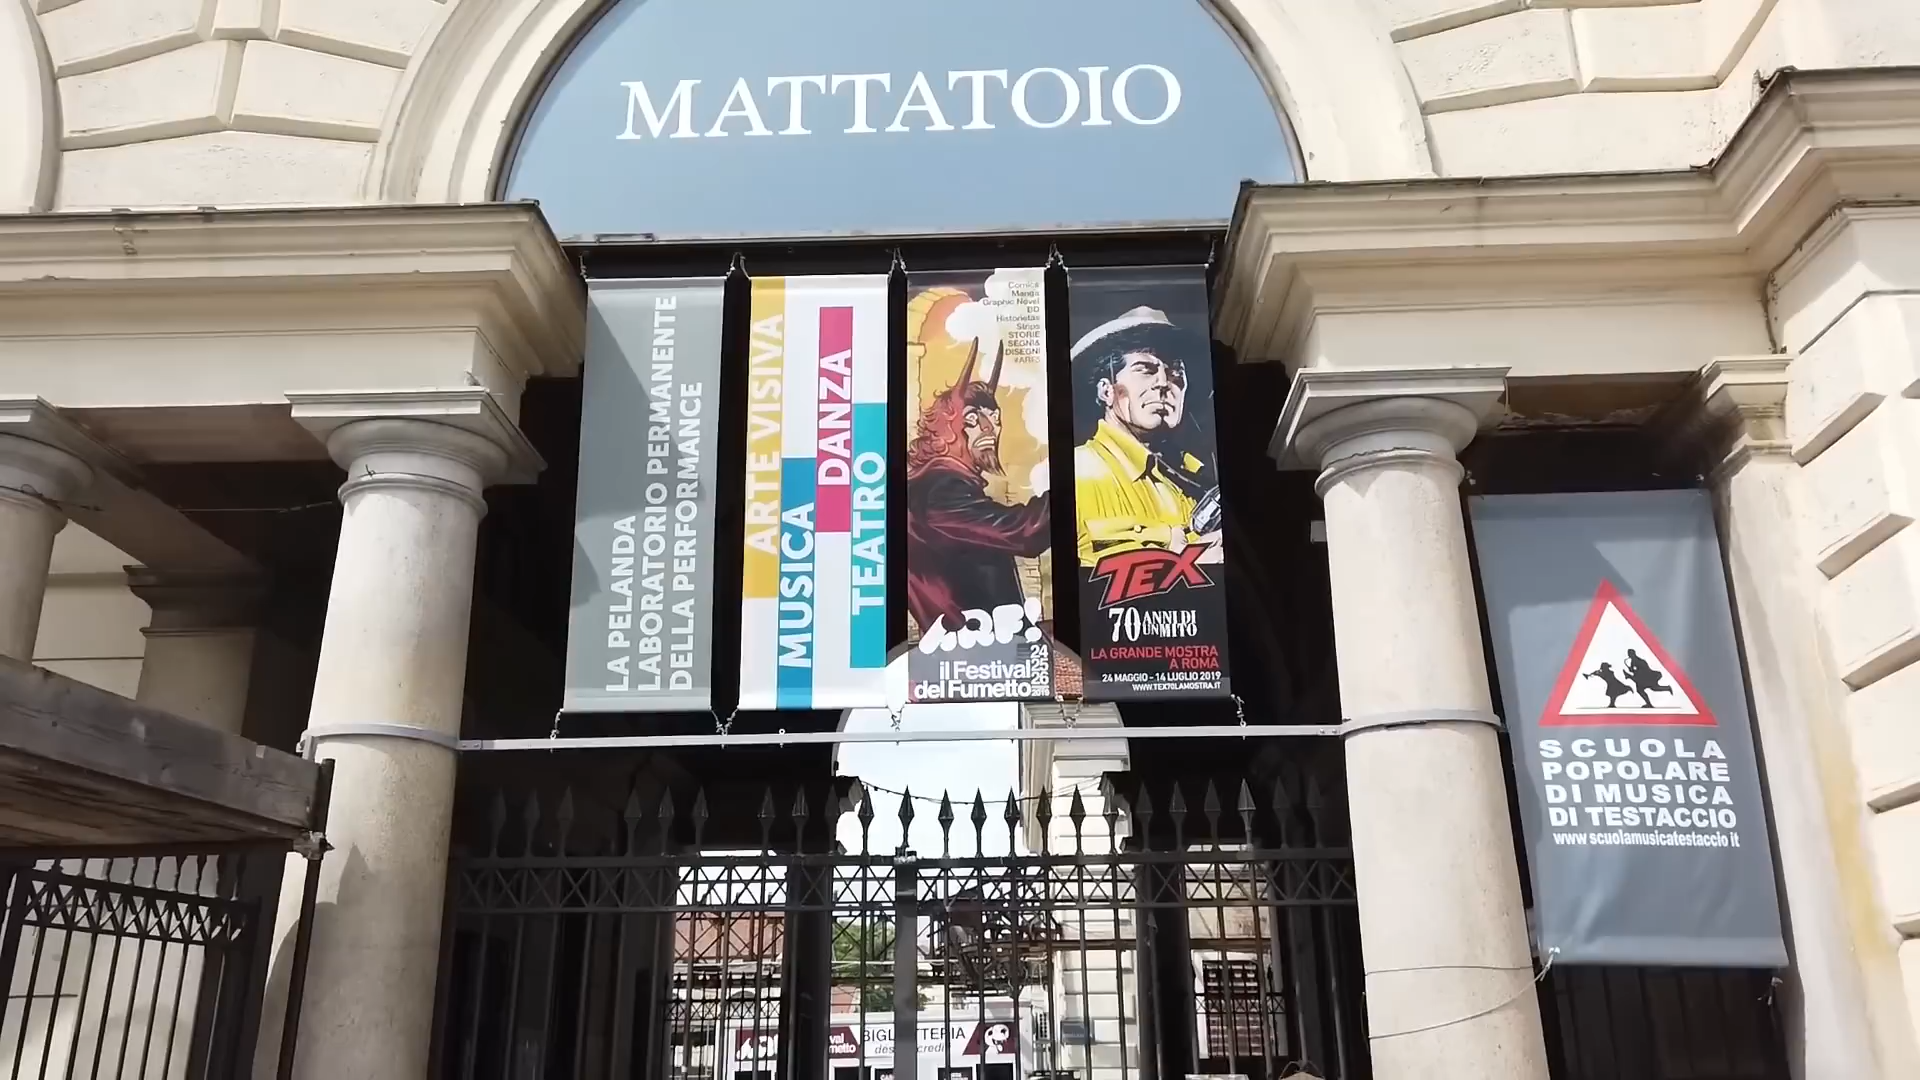 MATTATOIO
LA PELANDA
LABORATORIO PERMANENTE
DELLA PERFORMANCE
ARTE VISIVA
MUSICA
DANZA
TEATRO
Comics
Manga
Graphic Novel
BD
Historietas
Strips
STORIE
SEGNI&
DISEGNI
#ARF5
ARF!
il Festival
del Fumetto
24
25
26
TEX
70 ANNI DI
UN MITO
LA GRANDE MOSTRA
A ROMA
24 MAGGIO - 14 LUGLIO 2019
WWW.TEX70LAMOSTRA.IT
SCUOLA
POPOLARE
DI MUSICA
DI TESTACCIO
www scuolamusicatestaccio it
BIGLIETTERIA